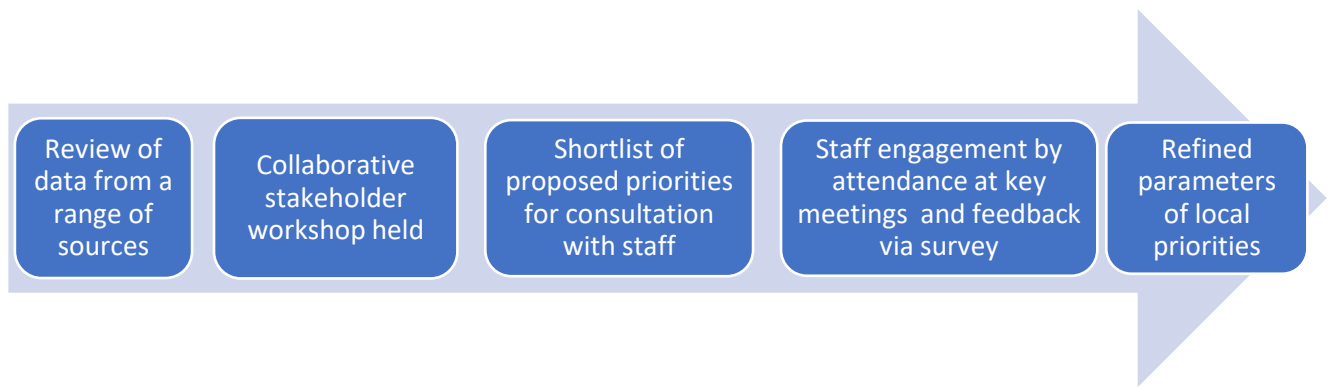 Review of
data from a
range of
sources
Collaborative
stakeholder
workshop held
Shortlist of
proposed priorities
for consultation
with staff
Staff engagement by
attendance at key
meetings  and feedback
via survey
Refined
parameters
of local
priorities